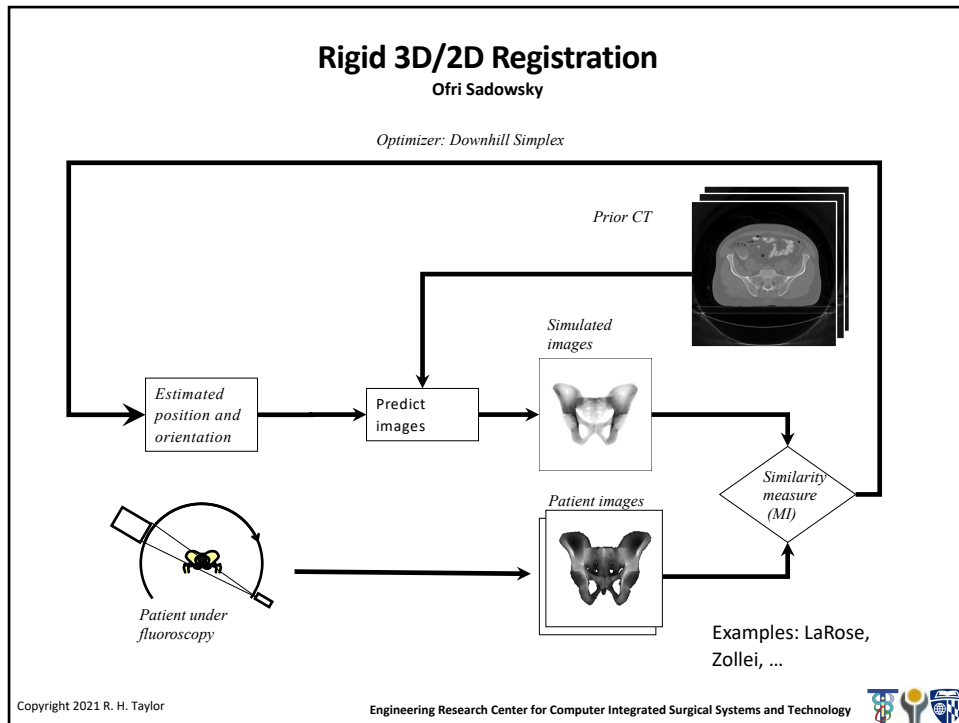 Rigid 3D/2D Registration
Ofri Sadowsky
Optimizer: Downhill Simplex
Prior CT
Simulated
images
Estimated
position and
orientation
Predict
images
Similarity
measure
(MI)
Patient images
Patient under
fluoroscopy
Examples: LaRose,
Zollei, ...
Copyright 2021 R. H. Taylor
Engineering Research Center for Computer Integrated Surgical Systems and Technology